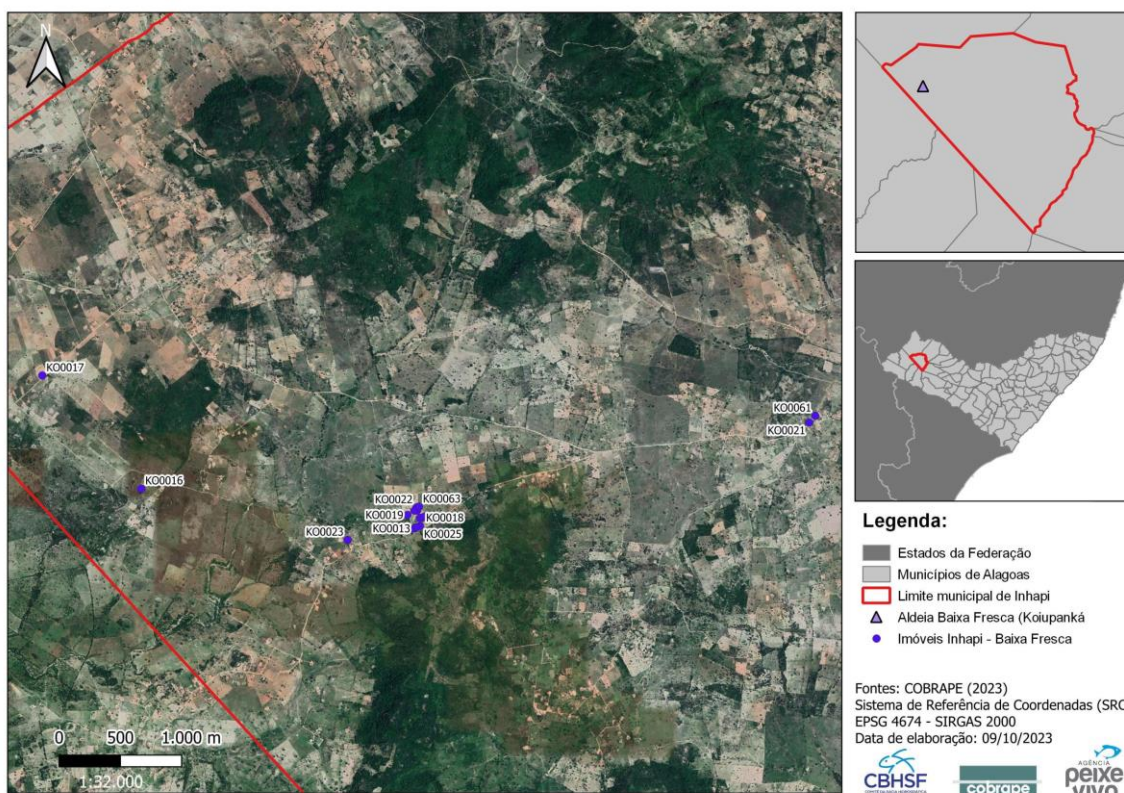 N
KO0017
KO0016
KO0023
KO0022
KO0063
KO0019
KO0018
KO0013
KO0025
KO0061
KO0021
0 500 1.000 m
1:32.000
Legenda:
Estados da Federação
Municípios de Alagoas
Limite municipal de Inhapi
Aldeia Baixa Fresca (Koiupanká
Imóveis Inhapi - Baixa Fresca
Fontes: COBRAPE (2023)
Sistema de Referência de Coordenadas (SRC
EPSG 4674 - SIRGAS 2000
Data de elaboração: 09/10/2023
CBHSF
cobrape
AGÊNCIA
peixe
vivo